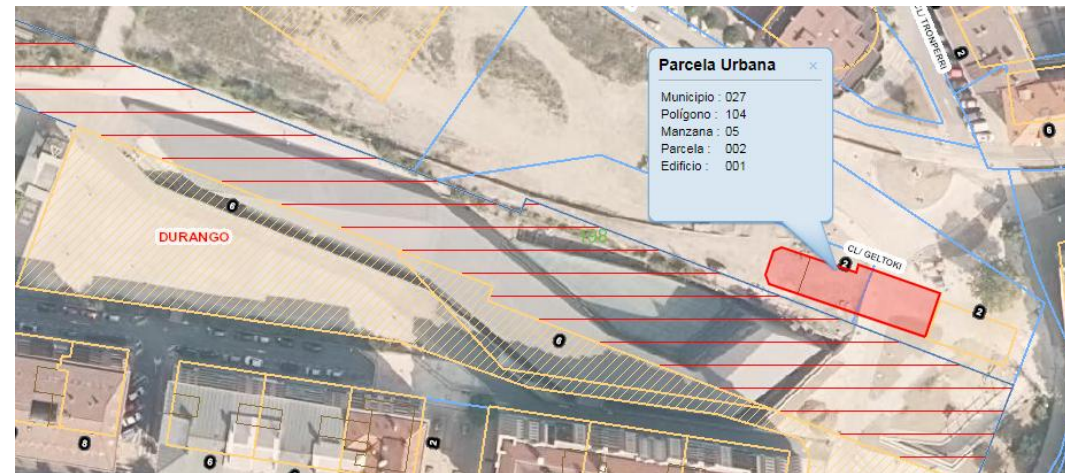 CL/ TRONPERRI
2
6
Parcela Urbana ×
Municipio : 027
Polígono : 104
Manzana : 05
Parcela : 002
Edificio : 001
6
DURANGO
CL/ GELTOKI
2
2
6
8
6
6
2